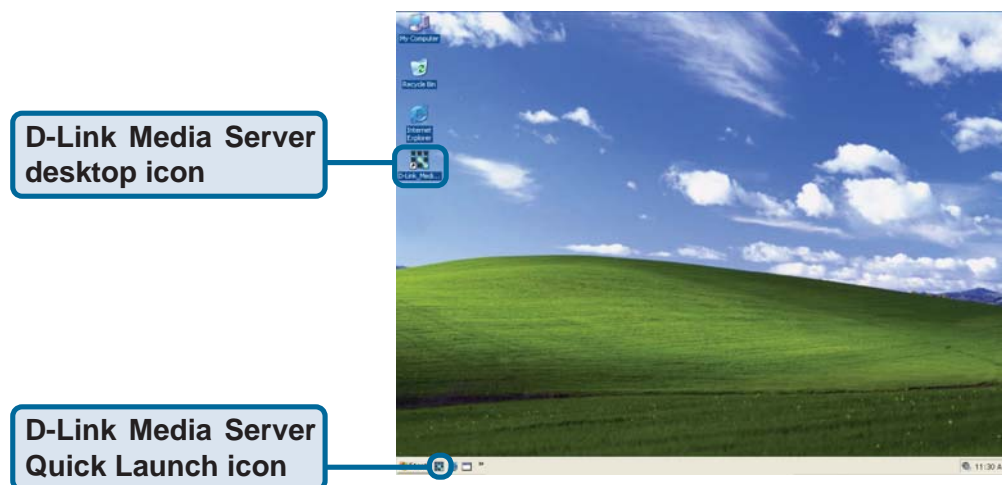 My Computer
Recycle Bin
Internet
Explorer
D-Link Media Server
desktop icon
D-Link_Medi...
D-Link Media Server
Quick Launch icon
11:30 A